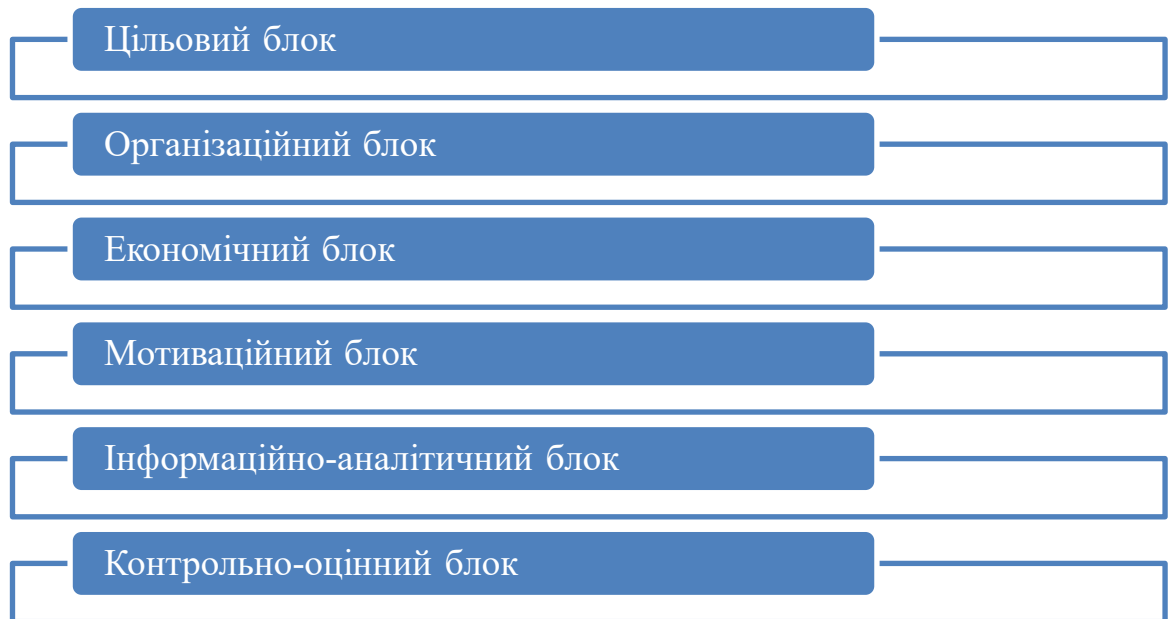 Цільовий блок
Організаційний блок
Економічний блок
Мотиваційний блок
Інформаційно-аналітичний блок
Контрольно-оцінний блок